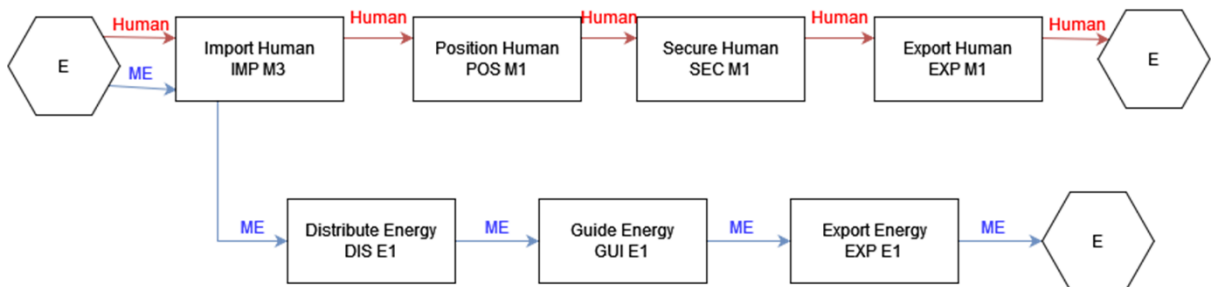 E
Human
ME
Import Human
IMP M3
Human
Position Human
POS M1
Human
Secure Human
SEC M1
Human
Export Human
EXP M1
Human
E
ME
Distribute Energy
DIS E1
ME
Guide Energy
GUI E1
ME
Export Energy
EXP E1
ME
E